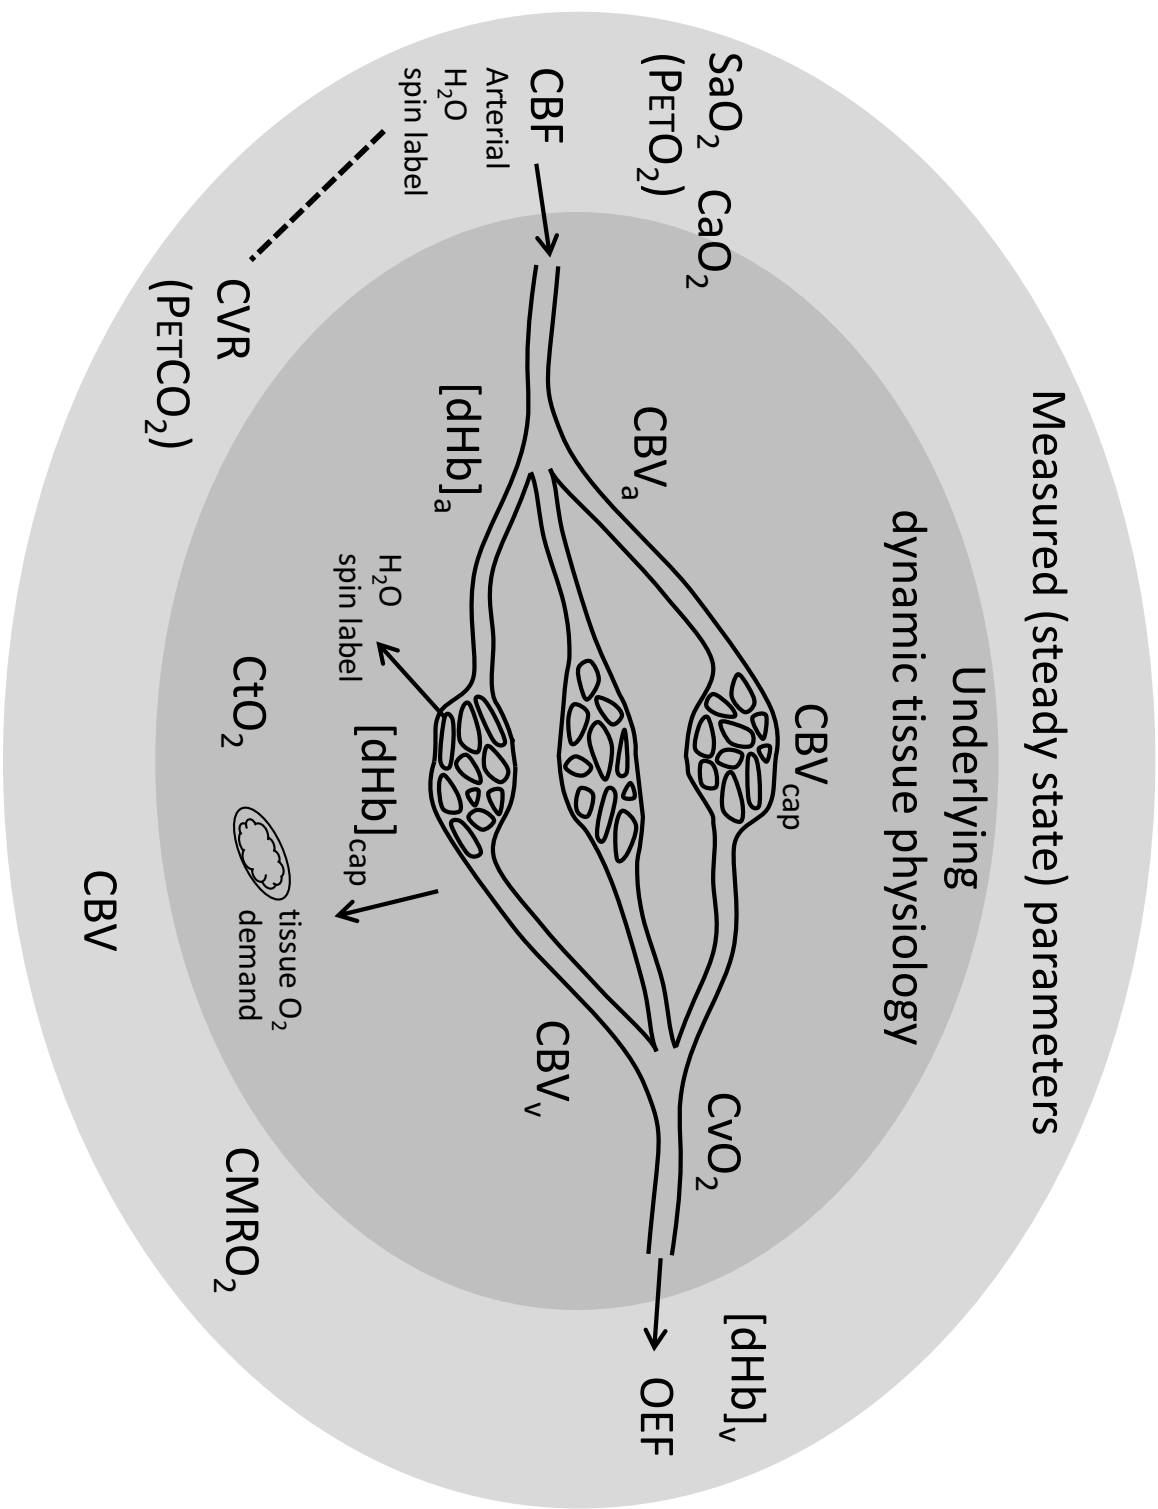 Measured (steady state) parameters
Underlying
dynamic tissue physiology
SaO₂ CaO₂
(PETO₂)
CBF
Arterial
H₂O
spin label
CVR
(PETCO₂)
CBVₐ
[dHb]ₐ
CBVcap
H₂O
spin label
[dHb]cap
CtO₂
tissue O₂
demand
CBVᵥ
CvO₂
[dHb]ᵥ
OEF
CBV
CMRO₂